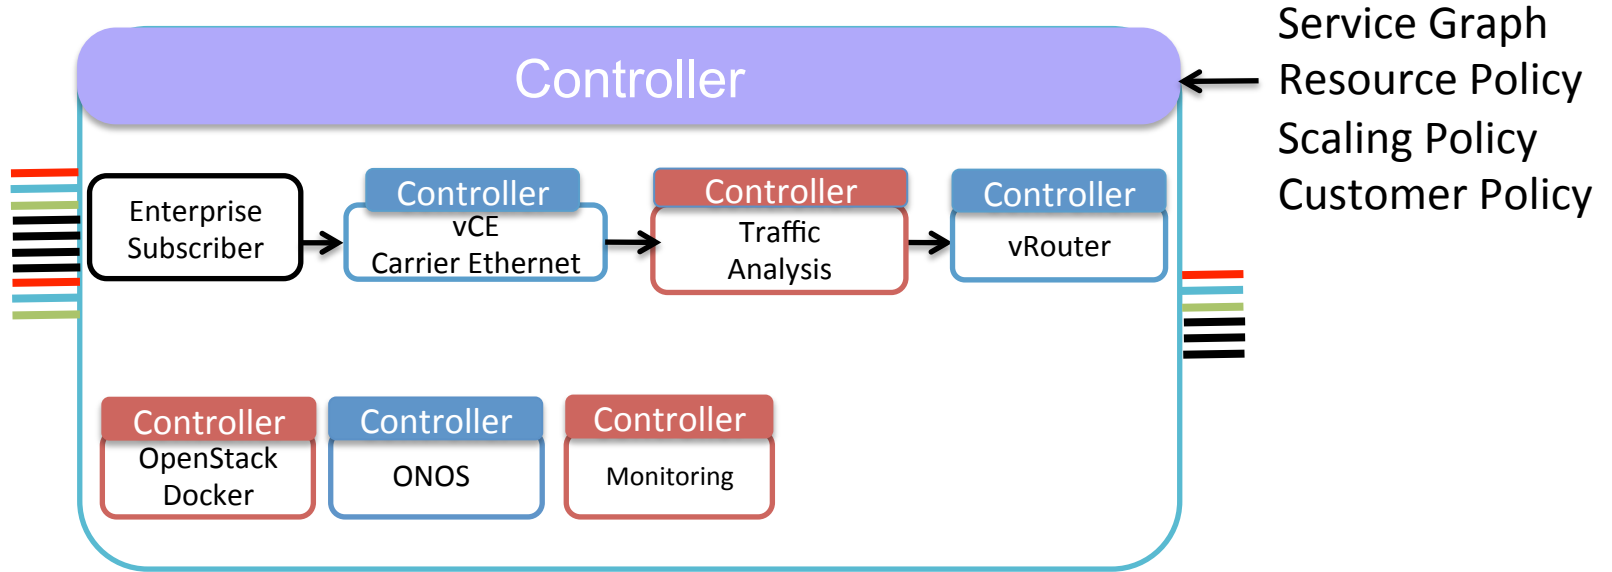 Controller
Service Graph
Resource Policy
Scaling Policy
Customer Policy
Enterprise
Subscriber
Controller
vCE
Carrier Ethernet
Controller
Traffic
Analysis
Controller
vRouter
Controller
OpenStack
Docker
Controller
ONOS
Controller
Monitoring